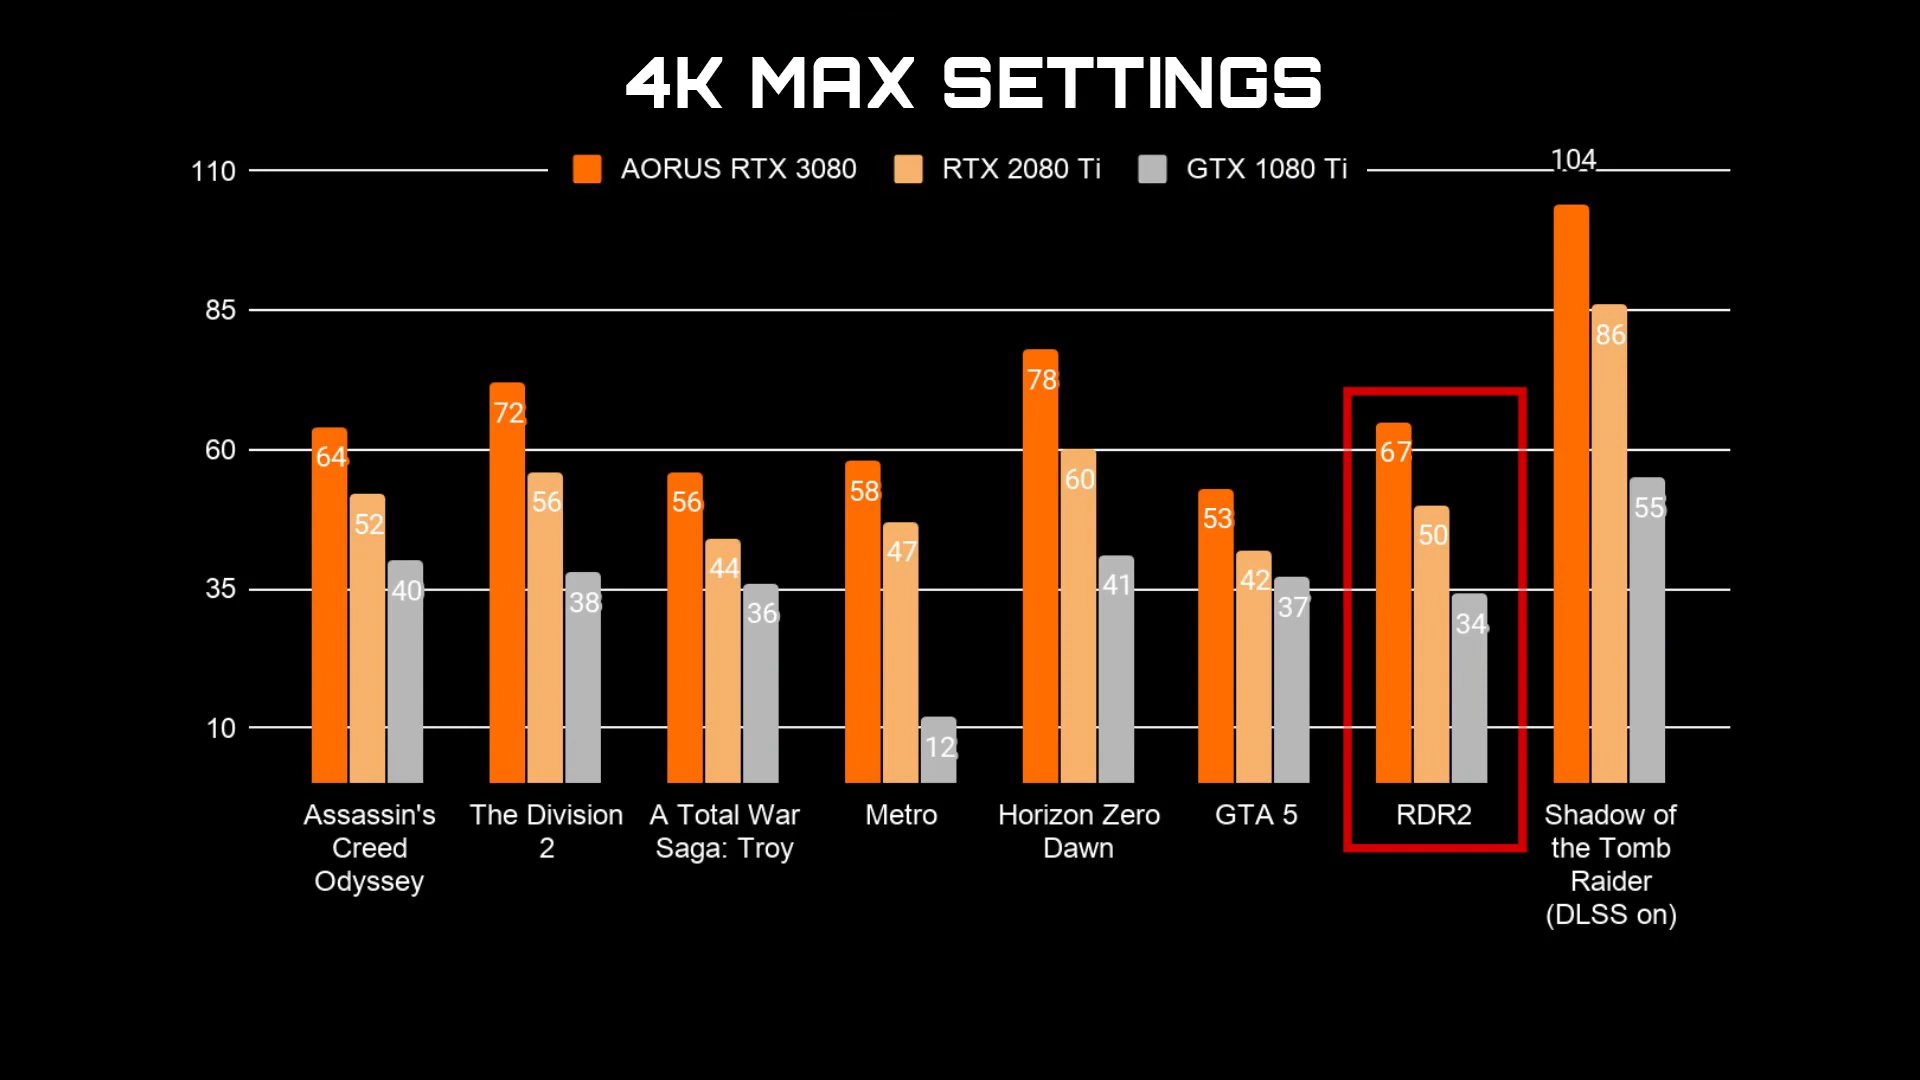 4K MAX SETTINGS
110
AORUS RTX 3080
RTX 2080 Ti
GTX 1080 Ti
104
85
86
78
72
60
64
67
56
52
56
58
60
53
50
55
44
47
42
35
40
38
36
41
37
34
10
12
Assassin's
Creed
Odyssey
The Division
2
A Total War
Saga: Troy
Metro
Horizon Zero
Dawn
GTA 5
RDR2
Shadow of
the Tomb
Raider
(DLSS on)